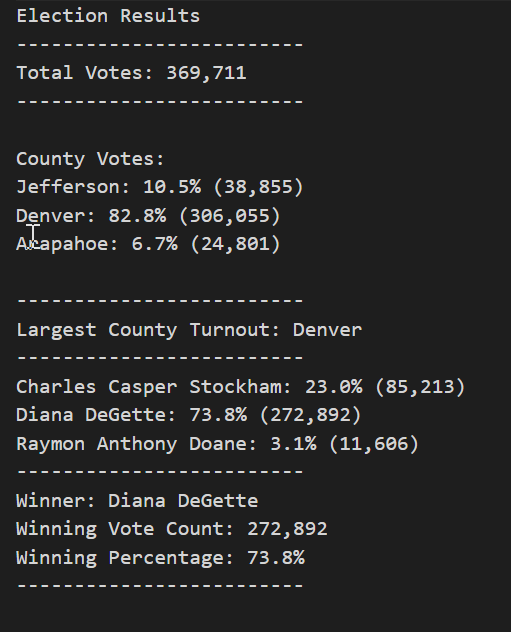 Election Results
-------------------------
Total Votes: 369,711
-------------------------
County Votes:
Jefferson: 10.5% (38,855)
Denver: 82.8% (306,055)
Arapahoe: 6.7% (24,801)
-------------------------
Largest County Turnout: Denver
-------------------------
Charles Casper Stockham: 23.0% (85,213)
Diana DeGette: 73.8% (272,892)
Raymon Anthony Doane: 3.1% (11,606)
-------------------------
Winner: Diana DeGette
Winning Vote Count: 272,892
Winning Percentage: 73.8%
-------------------------